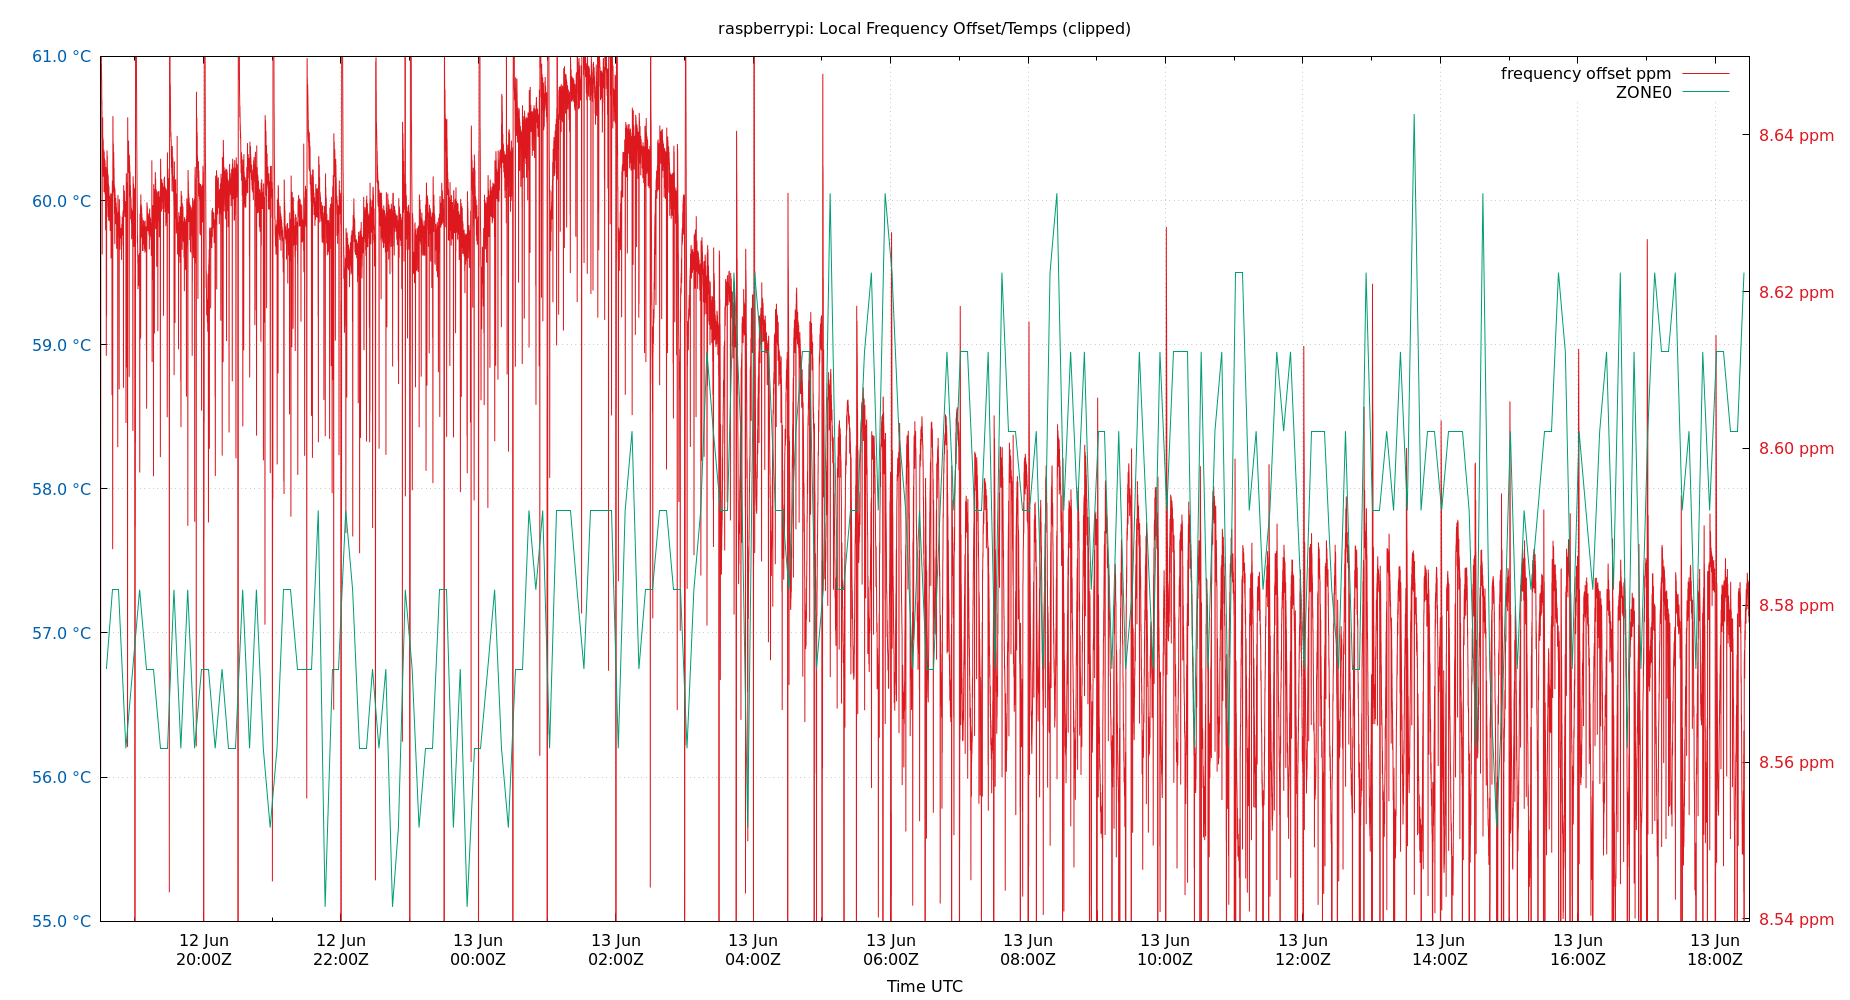 raspberrypi: Local Frequency Offset/Temps (clipped)
frequency offset ppm
ZONE0
61.0 °C
60.0 °C
59.0 °C
58.0 °C
57.0 °C
56.0 °C
55.0 °C
8.64 ppm
8.62 ppm
8.60 ppm
8.58 ppm
8.56 ppm
8.54 ppm
12 Jun
20:00Z
12 Jun
22:00Z
13 Jun
00:00Z
13 Jun
02:00Z
13 Jun
04:00Z
13 Jun
06:00Z
13 Jun
08:00Z
13 Jun
10:00Z
13 Jun
12:00Z
13 Jun
14:00Z
13 Jun
16:00Z
13 Jun
18:00Z
Time UTC